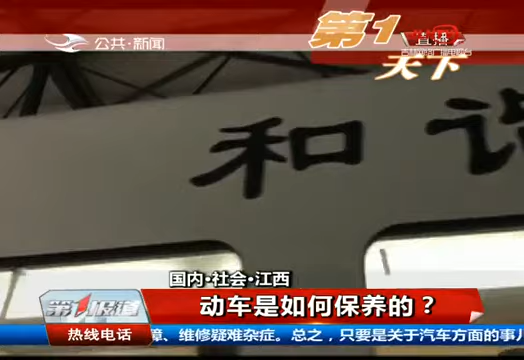 公共·新闻
第1
直播
天下
和
国内·社会·江西
第1报道
动车是如何保养的？
热线电话
、维修疑难杂症。总之，只要是关于汽车方面的事